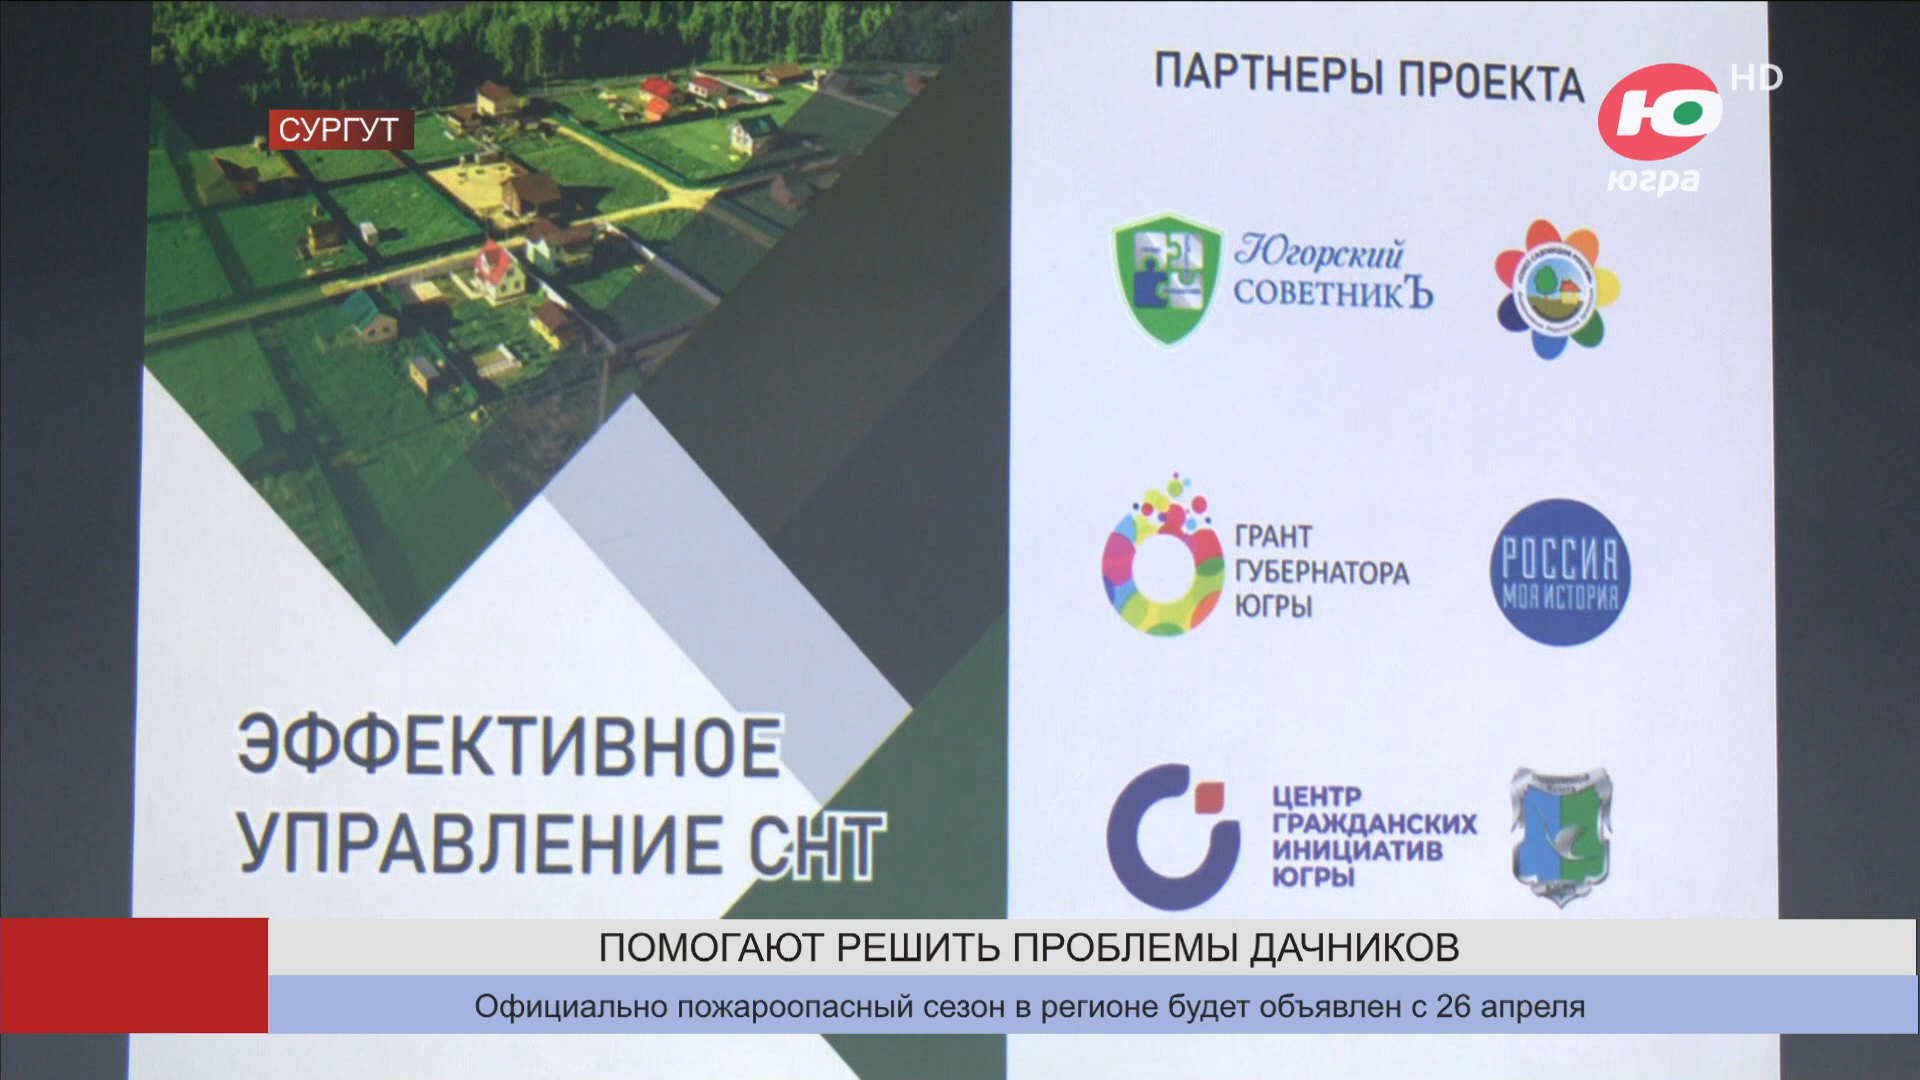 HD
Ю
югра
СУРГУТ
ПАРТНЕРЫ ПРОЕКТА
Югорский
СОВЕТНИКЪ
ГРАНТ
ГУБЕРНАТОРА
ЮГРЫ
РОССИЯ
МОЯ ИСТОРИЯ
ЦЕНТР
ГРАЖДАНСКИХ
ИНИЦИАТИВ
ЮГРЫ
ЭФФЕКТИВНОЕ
УПРАВЛЕНИЕ СНТ
ПОМОГАЮТ РЕШИТЬ ПРОБЛЕМЫ ДАЧНИКОВ
Официально пожароопасный сезон в регионе будет объявлен с 26 апреля